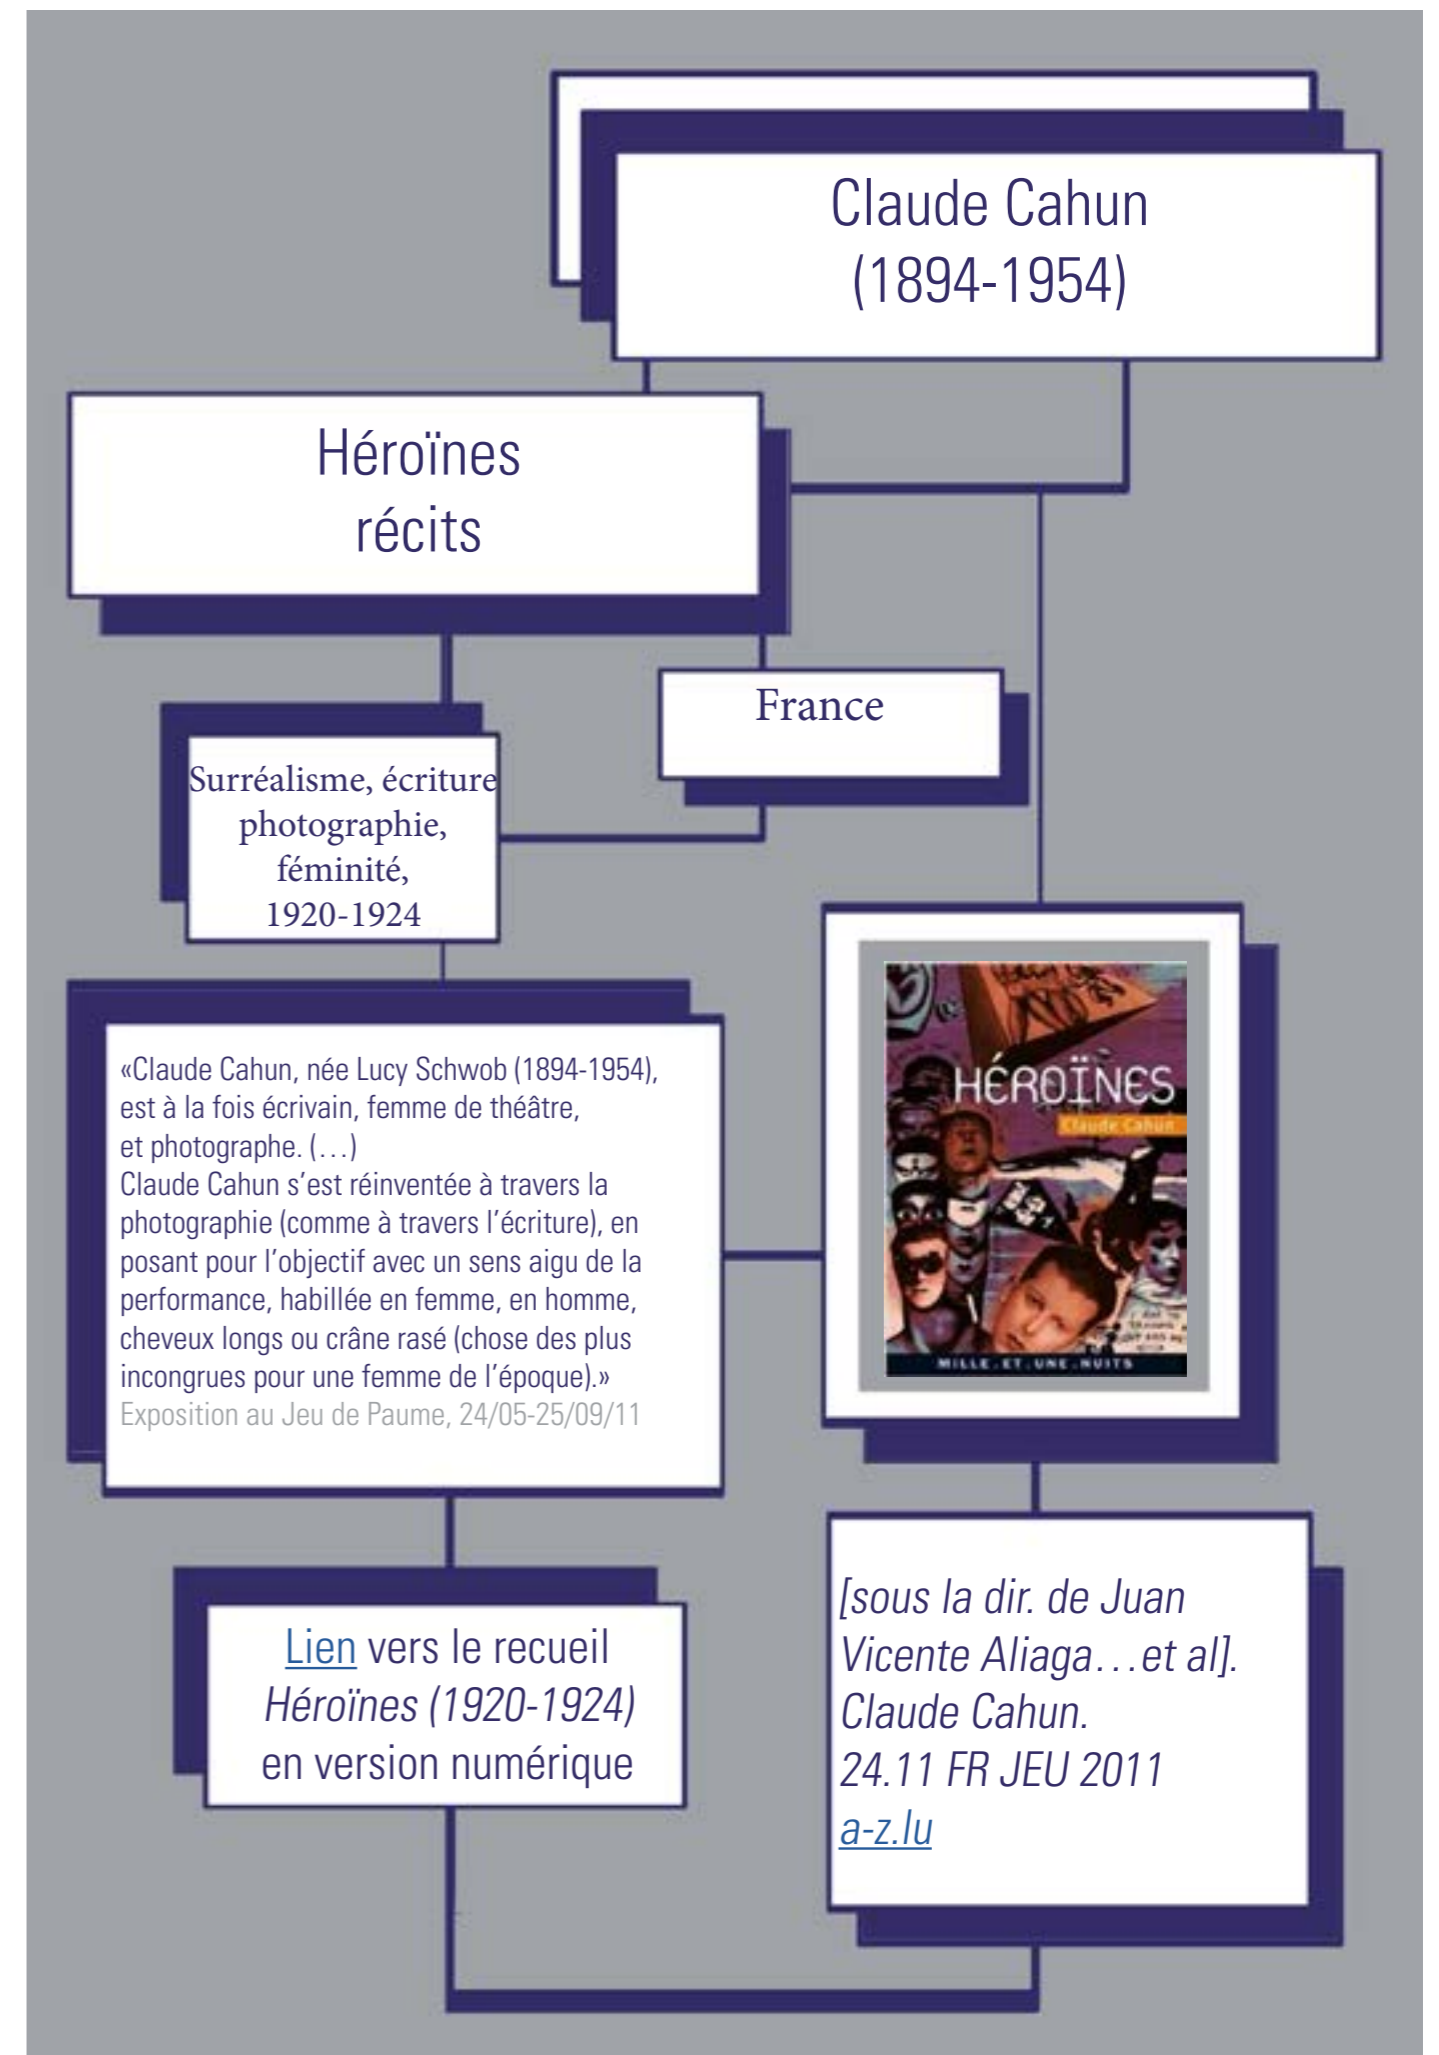 Claude Cahun
(1894-1954)
Héroïnes
récits
France
Surréalisme, écriture
photographie,
féminité,
1920-1924
HÉROÏNES
Claude Cahun
MILLE.ET.UNE.NUITS
«Claude Cahun, née Lucy Schwob (1894-1954),
est à la fois écrivain, femme de théâtre,
et photographe. (…)
Claude Cahun s’est réinventée à travers la
photographie (comme à travers l’écriture), en
posant pour l’objectif avec un sens aigu de la
performance, habillée en femme, en homme,
cheveux longs ou crâne rasé (chose des plus
incongrues pour une femme de l’époque).»
Exposition au Jeu de Paume, 24/05-25/09/11
Lien vers le recueil
Héroïnes (1920-1924)
en version numérique
[sous la dir. de Juan
Vicente Aliaga…et al].
Claude Cahun.
24.11 FR JEU 2011
a-z.lu